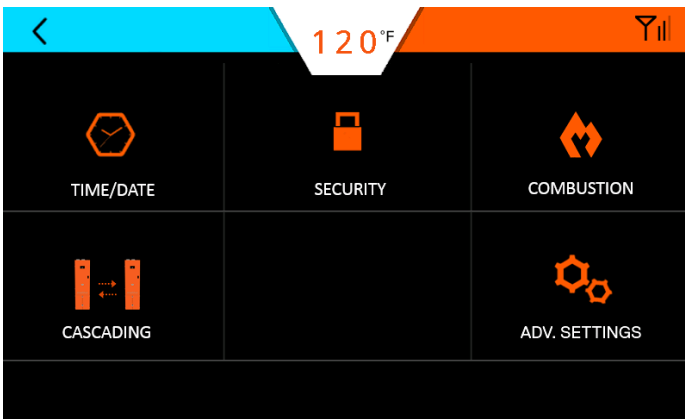 120°F
TIME/DATE
SECURITY
COMBUSTION
CASCADING
ADV. SETTINGS